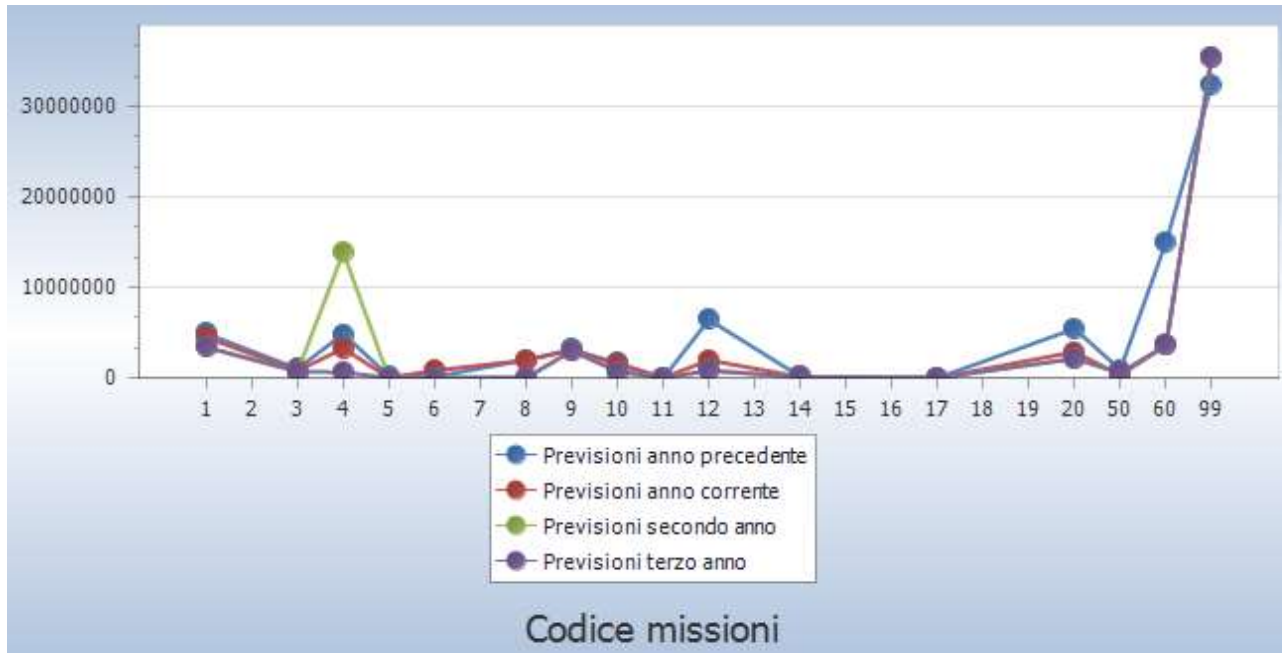 30000000
20000000
10000000
0
1 2 3 4 5 6 7 8 9 10 11 12 13 14 15 16 17 18 19 20 50 60 99
Previsioni anno precedente
Previsioni anno corrente
Previsioni secondo anno
Previsioni terzo anno
Codice missioni